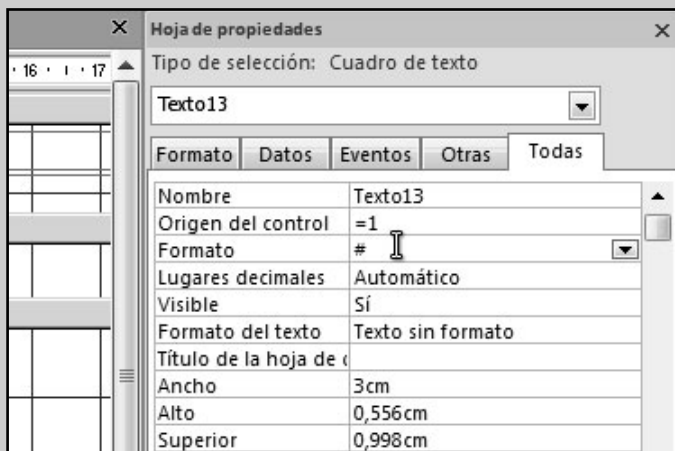 Hoja de propiedades
· 16 · ı · 17
Tipo de selección: Cuadro de texto
Texto13
Formato Datos Eventos Otras Todas
Nombre Texto13
Origen del control =1
Formato #
Lugares decimales Automático
Visible Sí
Formato del texto Texto sin formato
Título de la hoja de
Ancho 3cm
Alto 0,556cm
Superior 0,998cm